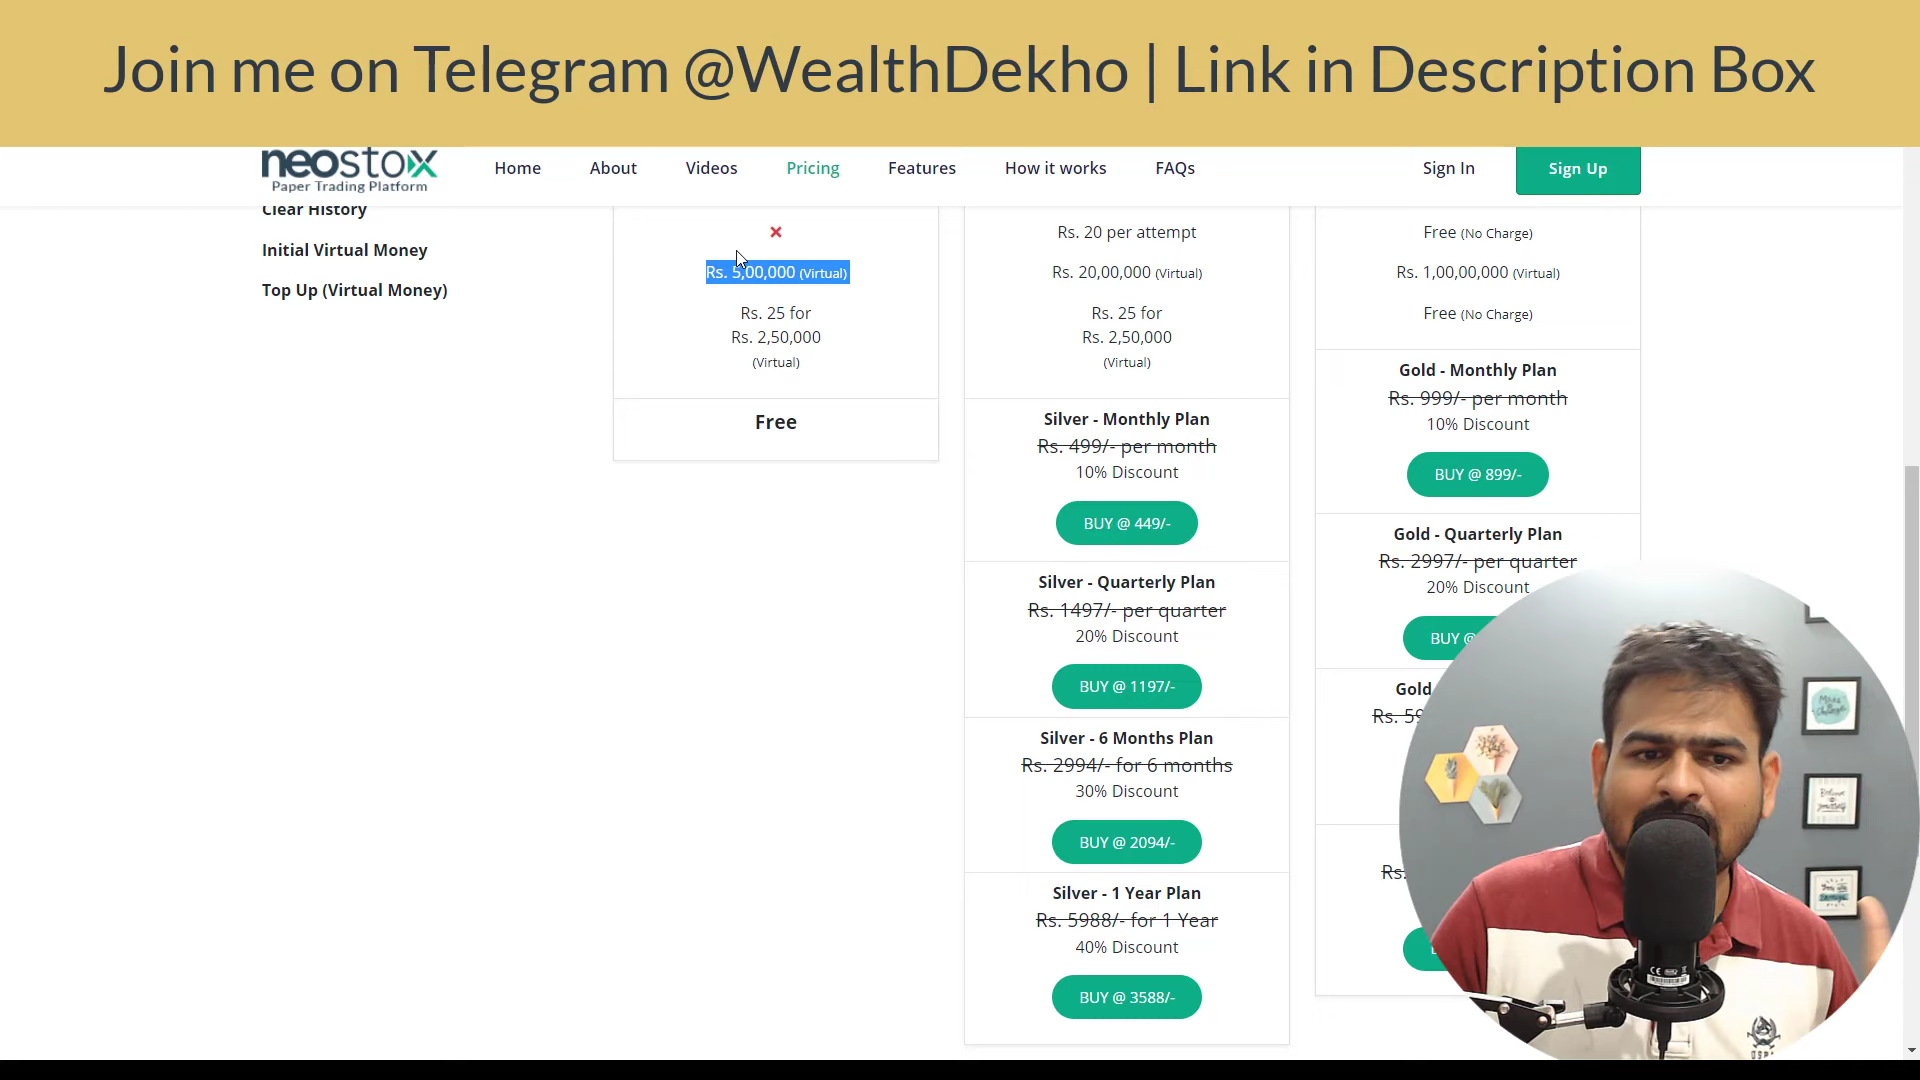 Join me on Telegram @WealthDekho | Link in Description Box
neostox
Paper Trading Platform
Home
About
Videos
Pricing
Features
How it works
FAQs
Sign In
Sign Up
Clear History
Initial Virtual Money
Top Up (Virtual Money)
Rs. 5,00,000 (Virtual)
Rs. 25 for
Rs. 2,50,000
(Virtual)
Free
Rs. 20 per attempt
Rs. 20,00,000 (Virtual)
Rs. 25 for
Rs. 2,50,000
(Virtual)
Silver - Monthly Plan
Rs. 499/- per month
10% Discount
BUY @ 449/-
Silver - Quarterly Plan
Rs. 1497/- per quarter
20% Discount
BUY @ 1197/-
Silver - 6 Months Plan
Rs. 2994/- for 6 months
30% Discount
BUY @ 2094/-
Silver - 1 Year Plan
Rs. 5988/- for 1 Year
40% Discount
BUY @ 3588/-
Free (No Charge)
Rs. 1,00,00,000 (Virtual)
Free (No Charge)
Gold - Monthly Plan
Rs. 999/- per month
10% Discount
BUY @ 899/-
Gold - Quarterly Plan
Rs. 2997/- per quarter
20% Discount
BUY @
Gold
Rs. 59
Rs.